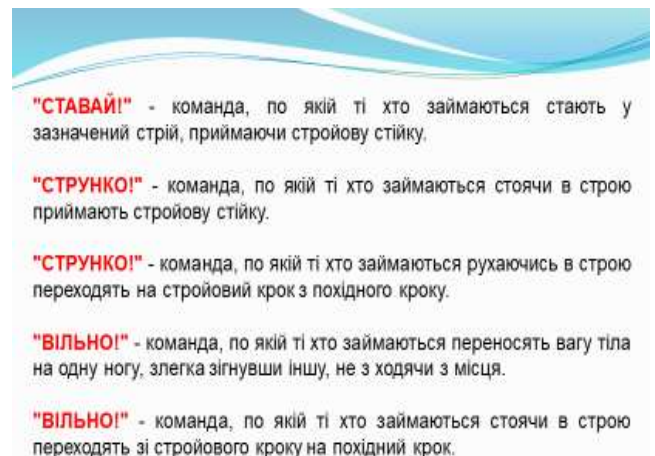 "СТАВАЙ!" - команда, по якій ті хто займаються стають у
зазначений стрій, приймаючи стройову стійку.
"СТРУНКО!" - команда, по якій ті хто займаються стоячи в строю
приймають стройову стійку.
"СТРУНКО!" - команда, по якій ті хто займаються рухаючись в строю
переходять на стройовий крок з похідного кроку.
"ВІЛЬНО!" - команда, по якій ті хто займаються переносять вагу тіла
на одну ногу, злегка зігнувши іншу, не з ходячи з місця.
"ВІЛЬНО!" - команда, по якій ті хто займаються стоячи в строю
переходять зі стройового кроку на похідний крок.